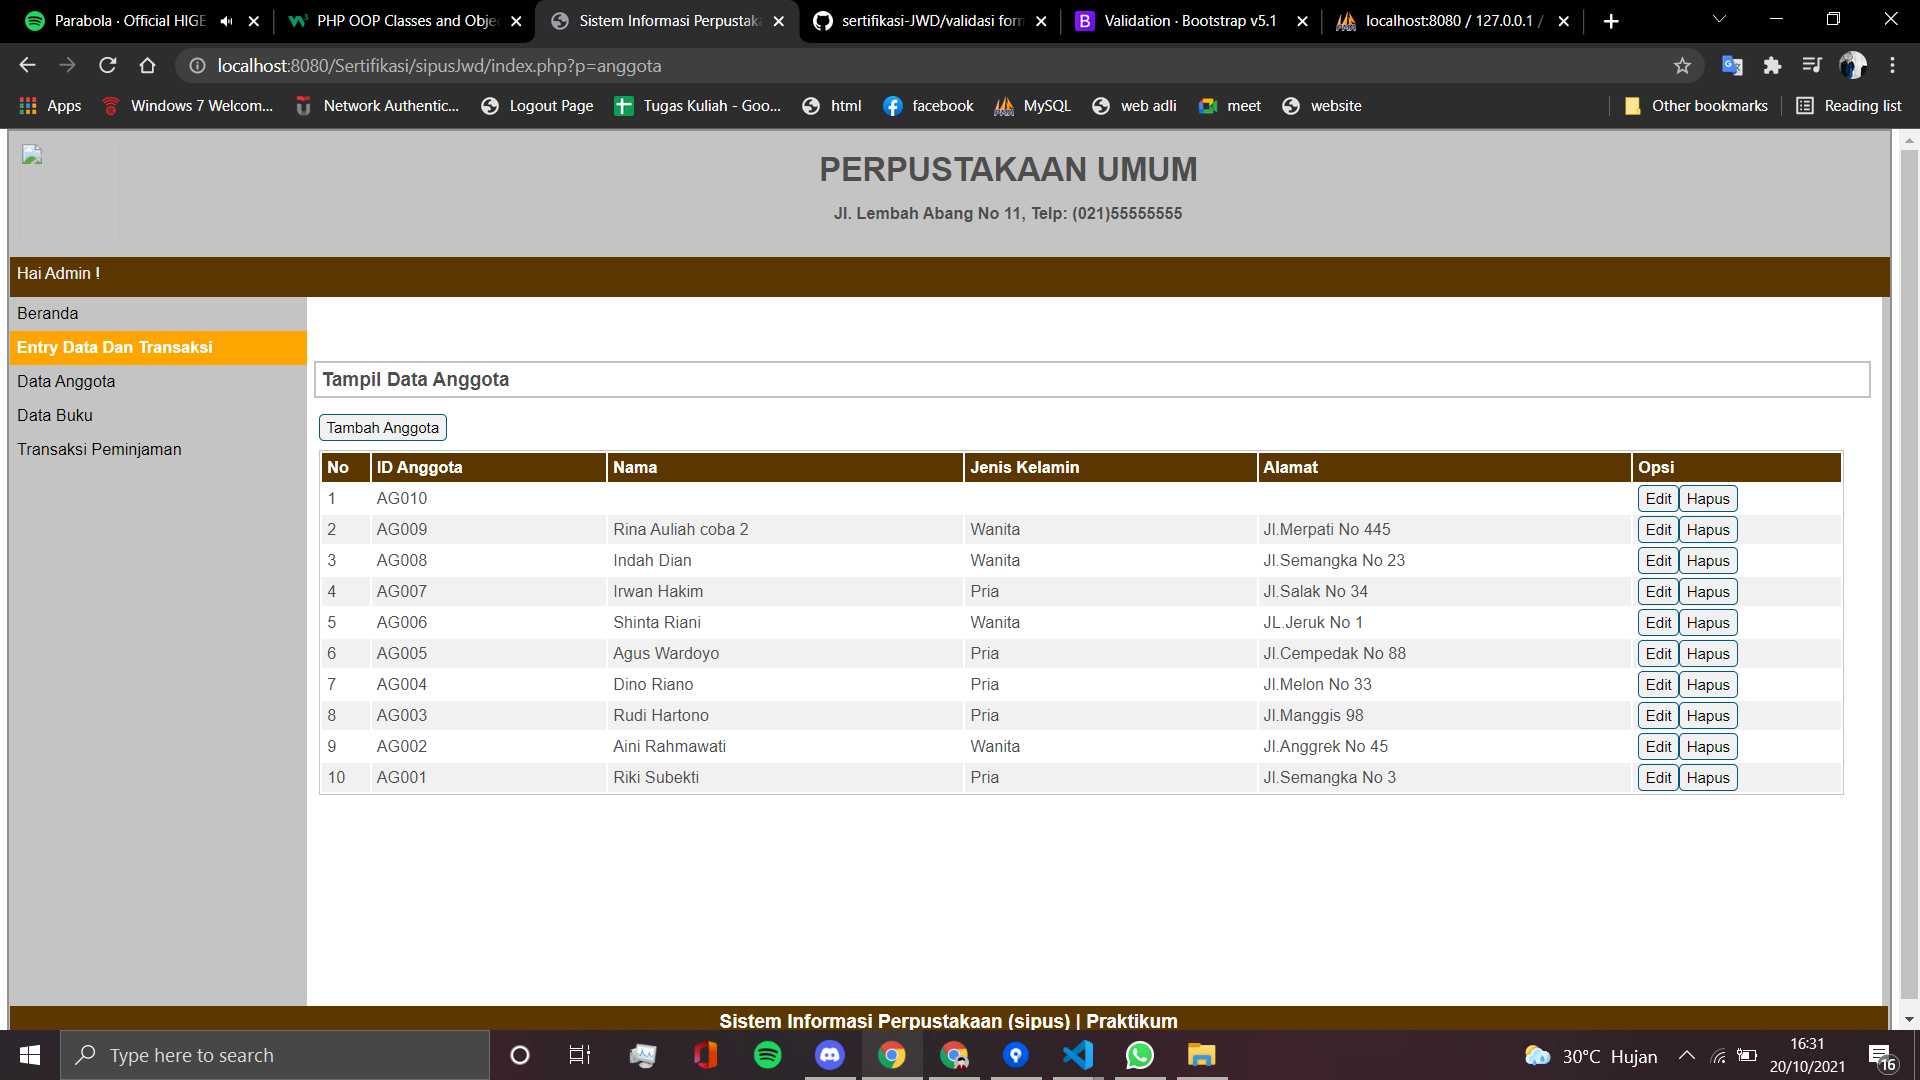 Parabola · Official HIGE
PHP OOP Classes and Obje
Sistem Informasi Perpustaka
sertifikasi-JWD/validasi form
Validation · Bootstrap v5.1
localhost:8080 / 127.0.0.1 /
localhost:8080/Sertifikasi/sipusJwd/index.php?p=anggota
Apps
Windows 7 Welcom...
Network Authentic...
Logout Page
Tugas Kuliah - Goo...
html
facebook
MySQL
web adli
meet
website
Other bookmarks
Reading list
PERPUSTAKAAN UMUM
Jl. Lembah Abang No 11, Telp: (021)55555555
Hai Admin !
Beranda
Entry Data Dan Transaksi
Data Anggota
Data Buku
Transaksi Peminjaman
Tampil Data Anggota
Tambah Anggota
No ID Anggota Nama Jenis Kelamin Alamat Opsi
1 AG010 Edit Hapus
2 AG009 Rina Auliah coba 2 Wanita Jl.Merpati No 445 Edit Hapus
3 AG008 Indah Dian Wanita Jl.Semangka No 23 Edit Hapus
4 AG007 Irwan Hakim Pria Jl.Salak No 34 Edit Hapus
5 AG006 Shinta Riani Wanita JL.Jeruk No 1 Edit Hapus
6 AG005 Agus Wardoyo Pria Jl.Cempedak No 88 Edit Hapus
7 AG004 Dino Riano Pria Jl.Melon No 33 Edit Hapus
8 AG003 Rudi Hartono Pria Jl.Manggis 98 Edit Hapus
9 AG002 Aini Rahmawati Wanita Jl.Anggrek No 45 Edit Hapus
10 AG001 Riki Subekti Pria Jl.Semangka No 3 Edit Hapus
Sistem Informasi Perpustakaan (sipus) | Praktikum
Type here to search
30°C Hujan
16:31
20/10/2021
16